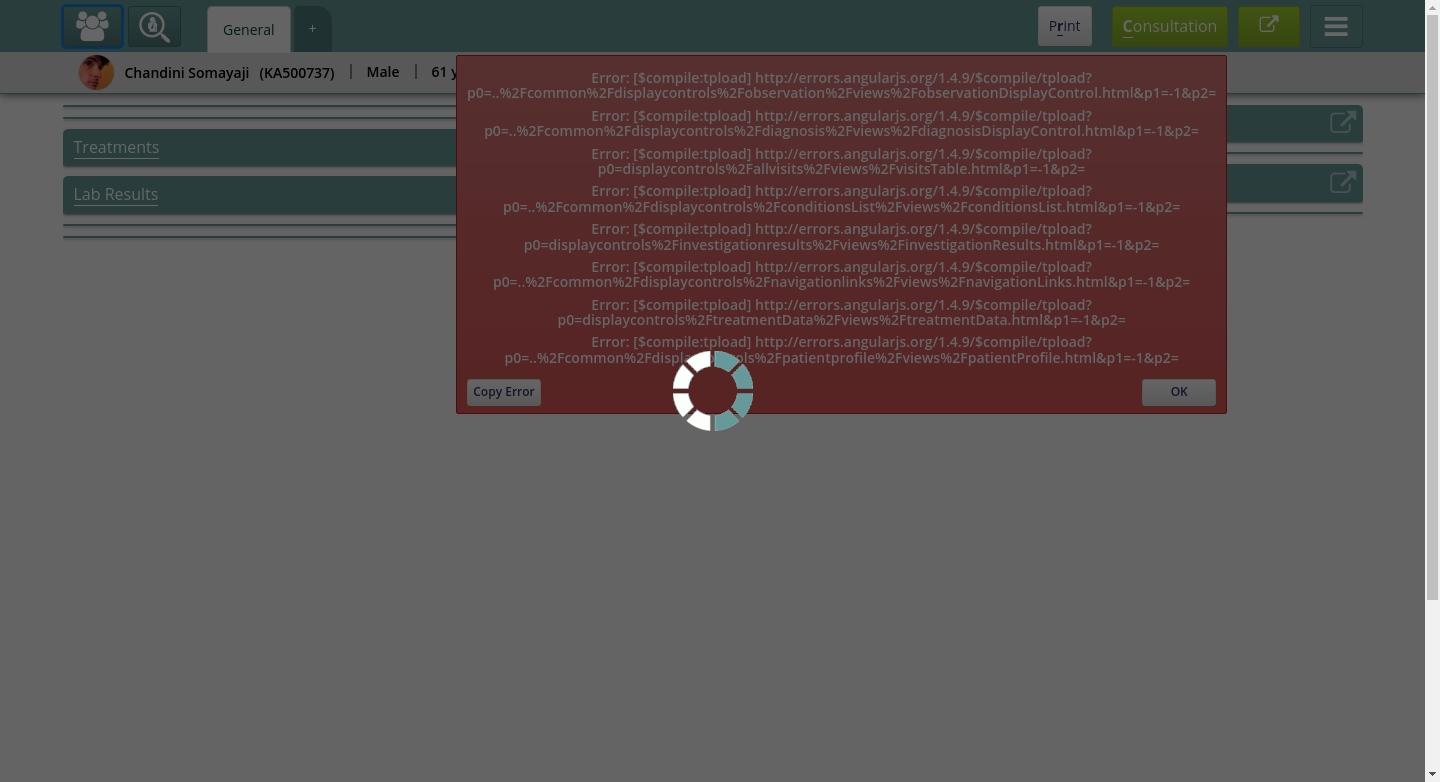 General
+
Print
Consultation
Chandini Somayaji (KA500737) | Male | 61 y
Error: [$compile:tpload] http://errors.angularjs.org/1.4.9/$compile/tpload?
p0=..%2Fcommon%2Fdisplaycontrols%2Fobservation%2Fviews%2FobservationDisplayControl.html&p1=-1&p2=
Error: [$compile:tpload] http://errors.angularjs.org/1.4.9/$compile/tpload?
p0=..%2Fcommon%2Fdisplaycontrols%2Fdiagnosis%2Fviews%2FdiagnosisDisplayControl.html&p1=-1&p2=
Error: [$compile:tpload] http://errors.angularjs.org/1.4.9/$compile/tpload?
p0=displaycontrols%2Fallvisits%2Fviews%2FvisitsTable.html&p1=-1&p2=
Error: [$compile:tpload] http://errors.angularjs.org/1.4.9/$compile/tpload?
p0=..%2Fcommon%2Fdisplaycontrols%2FconditionsList%2Fviews%2FconditionsList.html&p1=-1&p2=
Error: [$compile:tpload] http://errors.angularjs.org/1.4.9/$compile/tpload?
p0=displaycontrols%2Finvestigationresults%2Fviews%2FinvestigationResults.html&p1=-1&p2=
Error: [$compile:tpload] http://errors.angularjs.org/1.4.9/$compile/tpload?
p0=..%2Fcommon%2Fdisplaycontrols%2Fnavigationlinks%2Fviews%2FnavigationLinks.html&p1=-1&p2=
Error: [$compile:tpload] http://errors.angularjs.org/1.4.9/$compile/tpload?
p0=displaycontrols%2FtreatmentData%2Fviews%2FtreatmentData.html&p1=-1&p2=
Error: [$compile:tpload] http://errors.angularjs.org/1.4.9/$compile/tpload?
p0=..%2Fcommon%2Fdisplaycontrols%2Fpatientprofile%2Fviews%2FpatientProfile.html&p1=-1&p2=
Copy Error
OK
Treatments
Lab Results